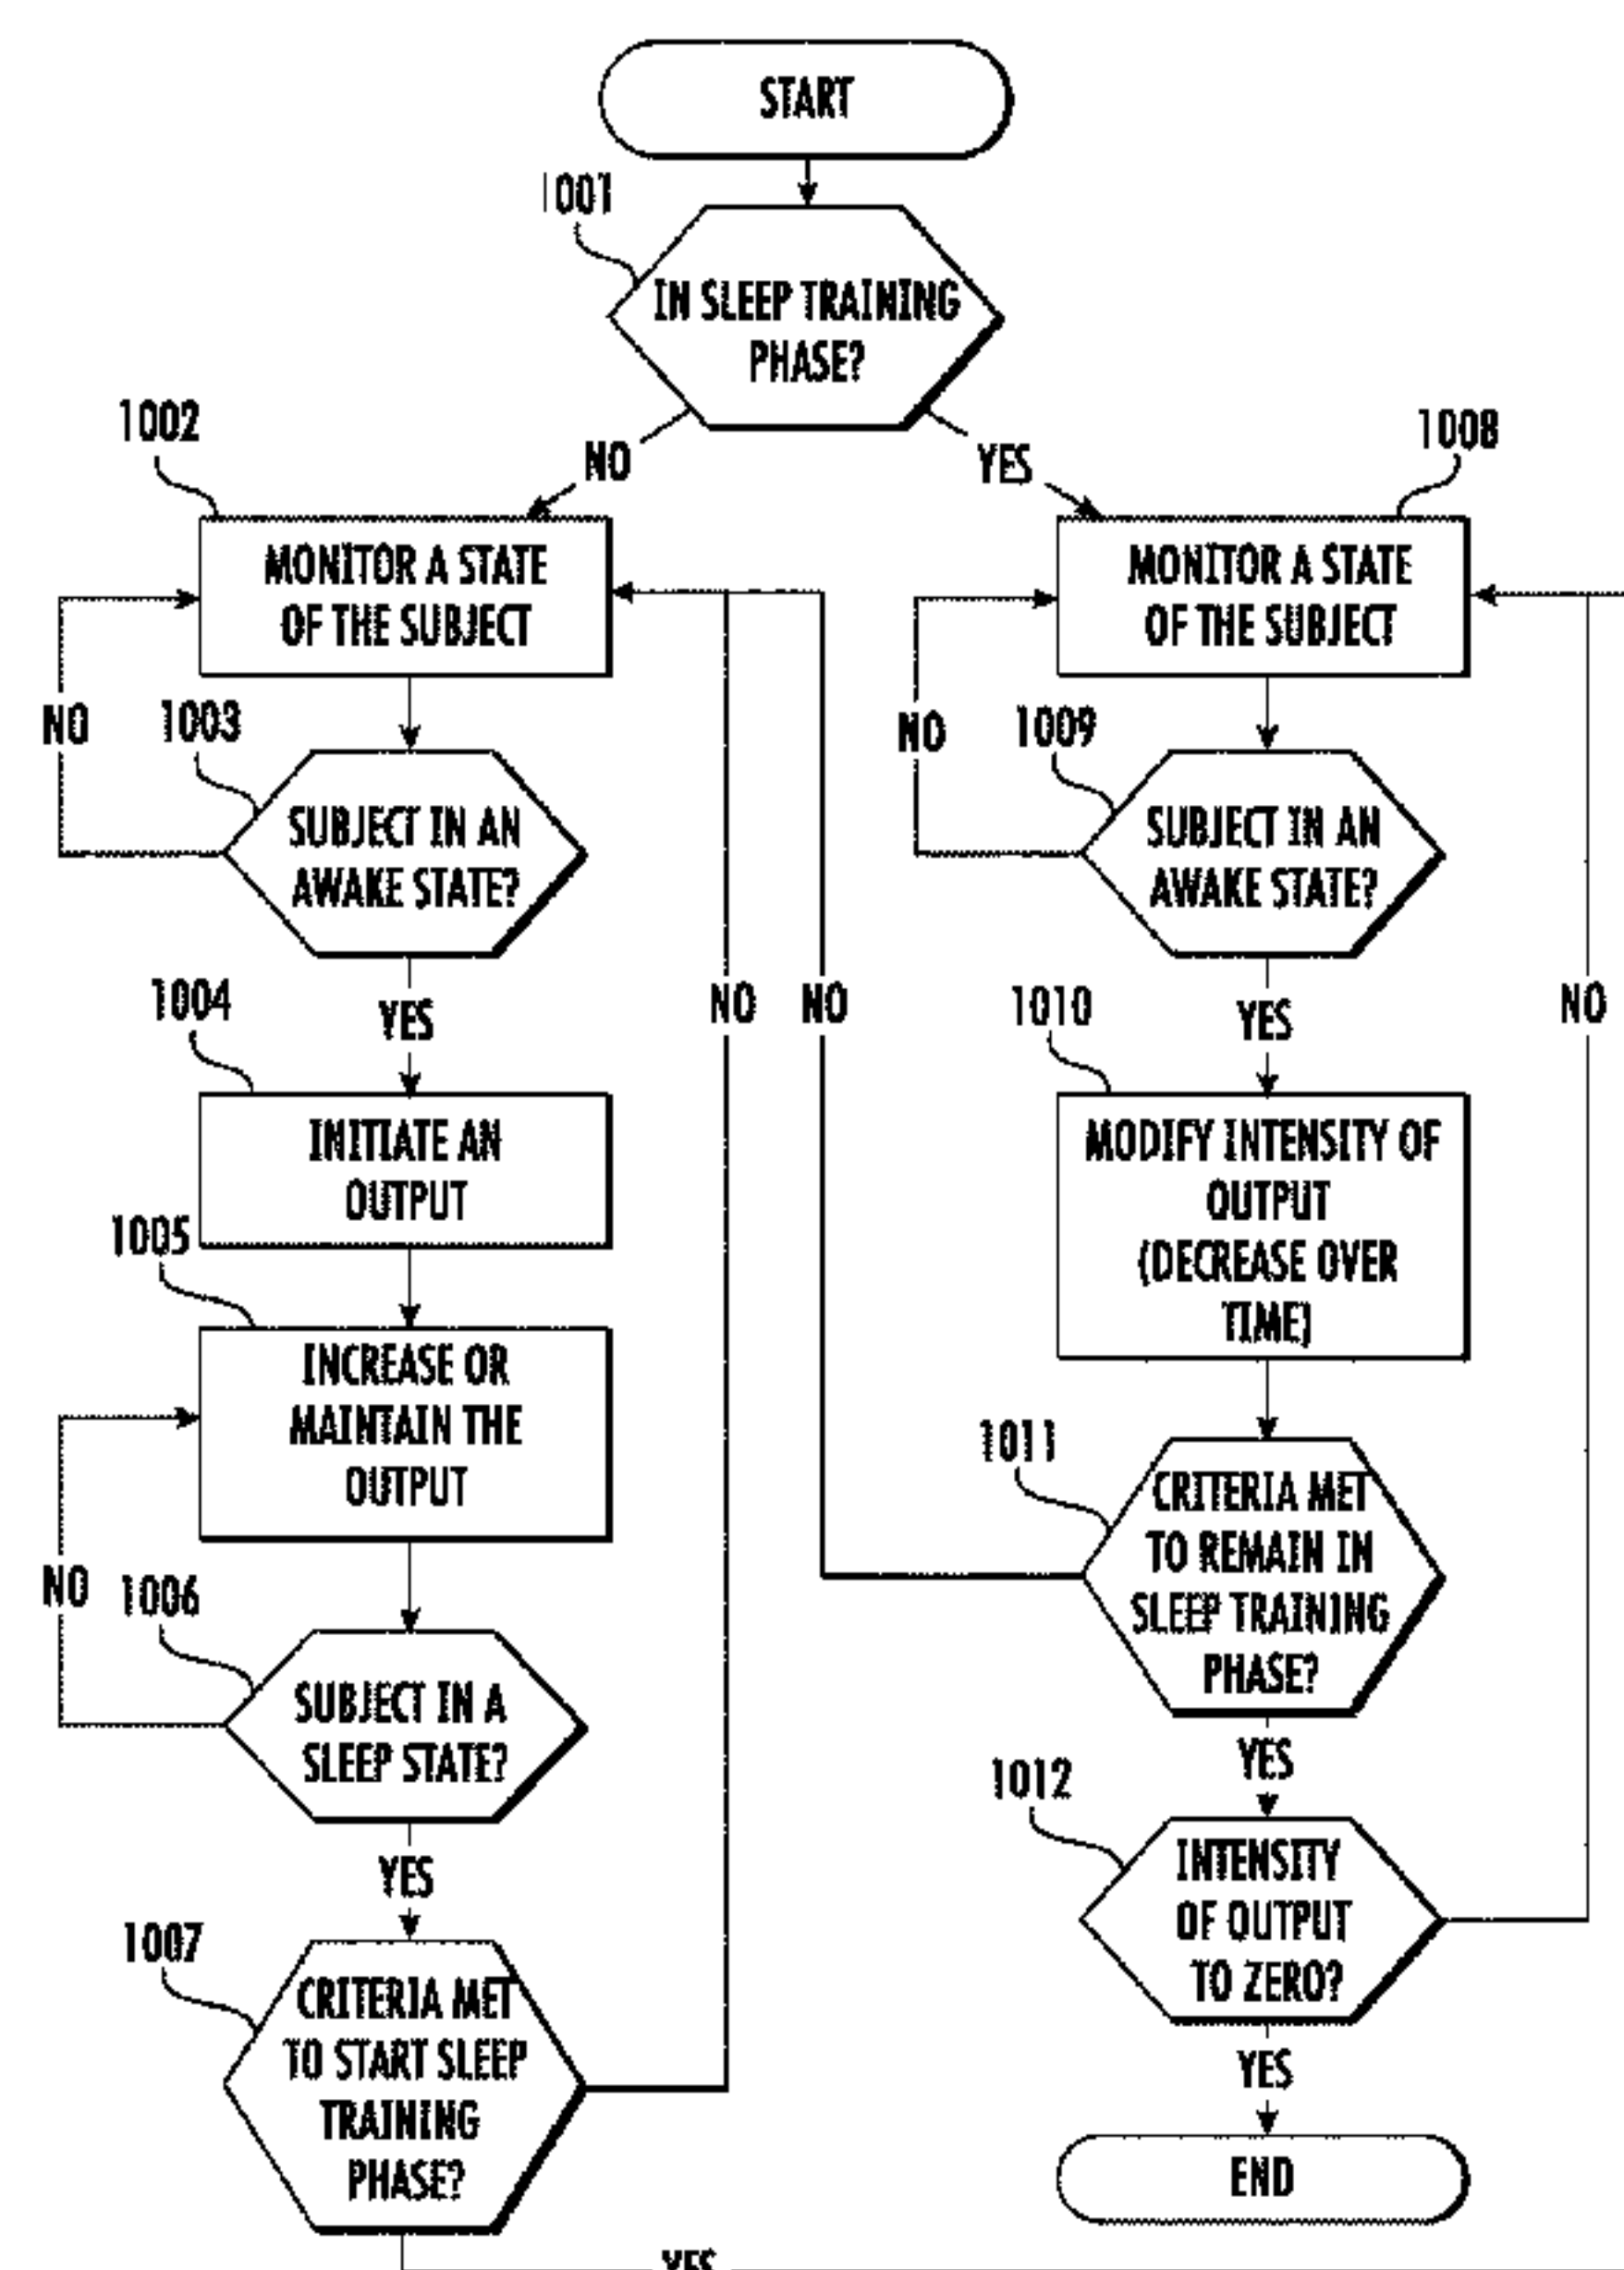 START
1001
IN SLEEP TRAINING
PHASE?
NO
YES
1002
MONITOR A STATE
OF THE SUBJECT
NO
1003
SUBJECT IN AN
AWAKE STATE?
YES
1004
INITIATE AN
OUTPUT
1005
INCREASE OR
MAINTAIN THE
OUTPUT
NO
1006
SUBJECT IN A
SLEEP STATE?
YES
1007
CRITERIA MET
TO START SLEEP
TRAINING
PHASE?
NO
YES
1008
MONITOR A STATE
OF THE SUBJECT
NO
1009
SUBJECT IN AN
AWAKE STATE?
YES
1010
MODIFY INTENSITY OF
OUTPUT
(DECREASE OVER
TIME)
1011
CRITERIA MET
TO REMAIN IN
SLEEP TRAINING
PHASE?
NO
YES
1012
INTENSITY
OF OUTPUT
TO ZERO?
NO
YES
END